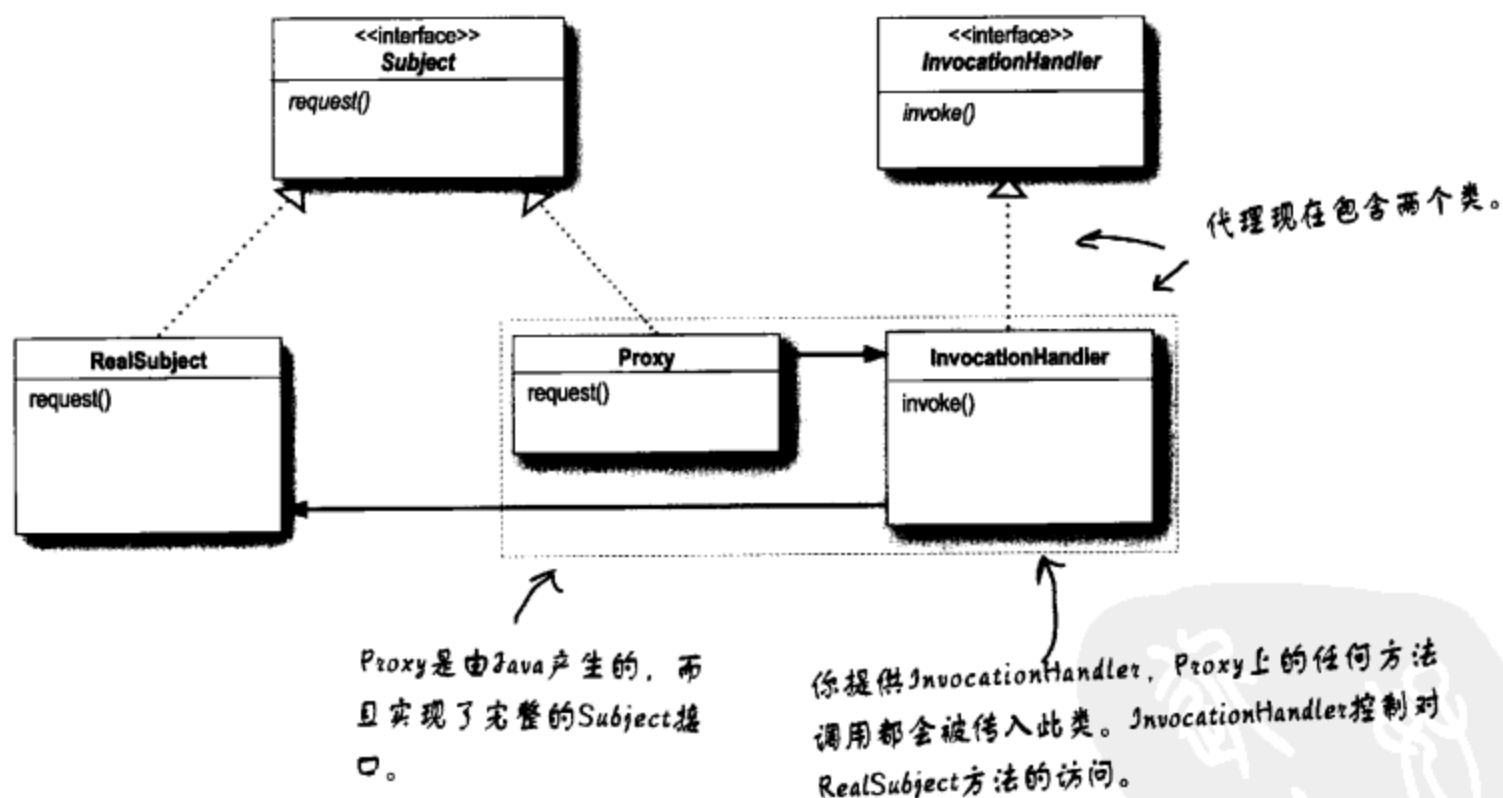 <<interface>>
Subject
request()
<<interface>>
InvocationHandler
invoke()
代理现在包含两个类。
RealSubject
request()
Proxy
request()
InvocationHandler
invoke()
Proxy是由Java产生的，而
且实现了完整的Subject接
口。
你提供InvocationHandler，Proxy上的任何方法
调用都会被传入此类。InvocationHandler控制对
RealSubject方法的访问。